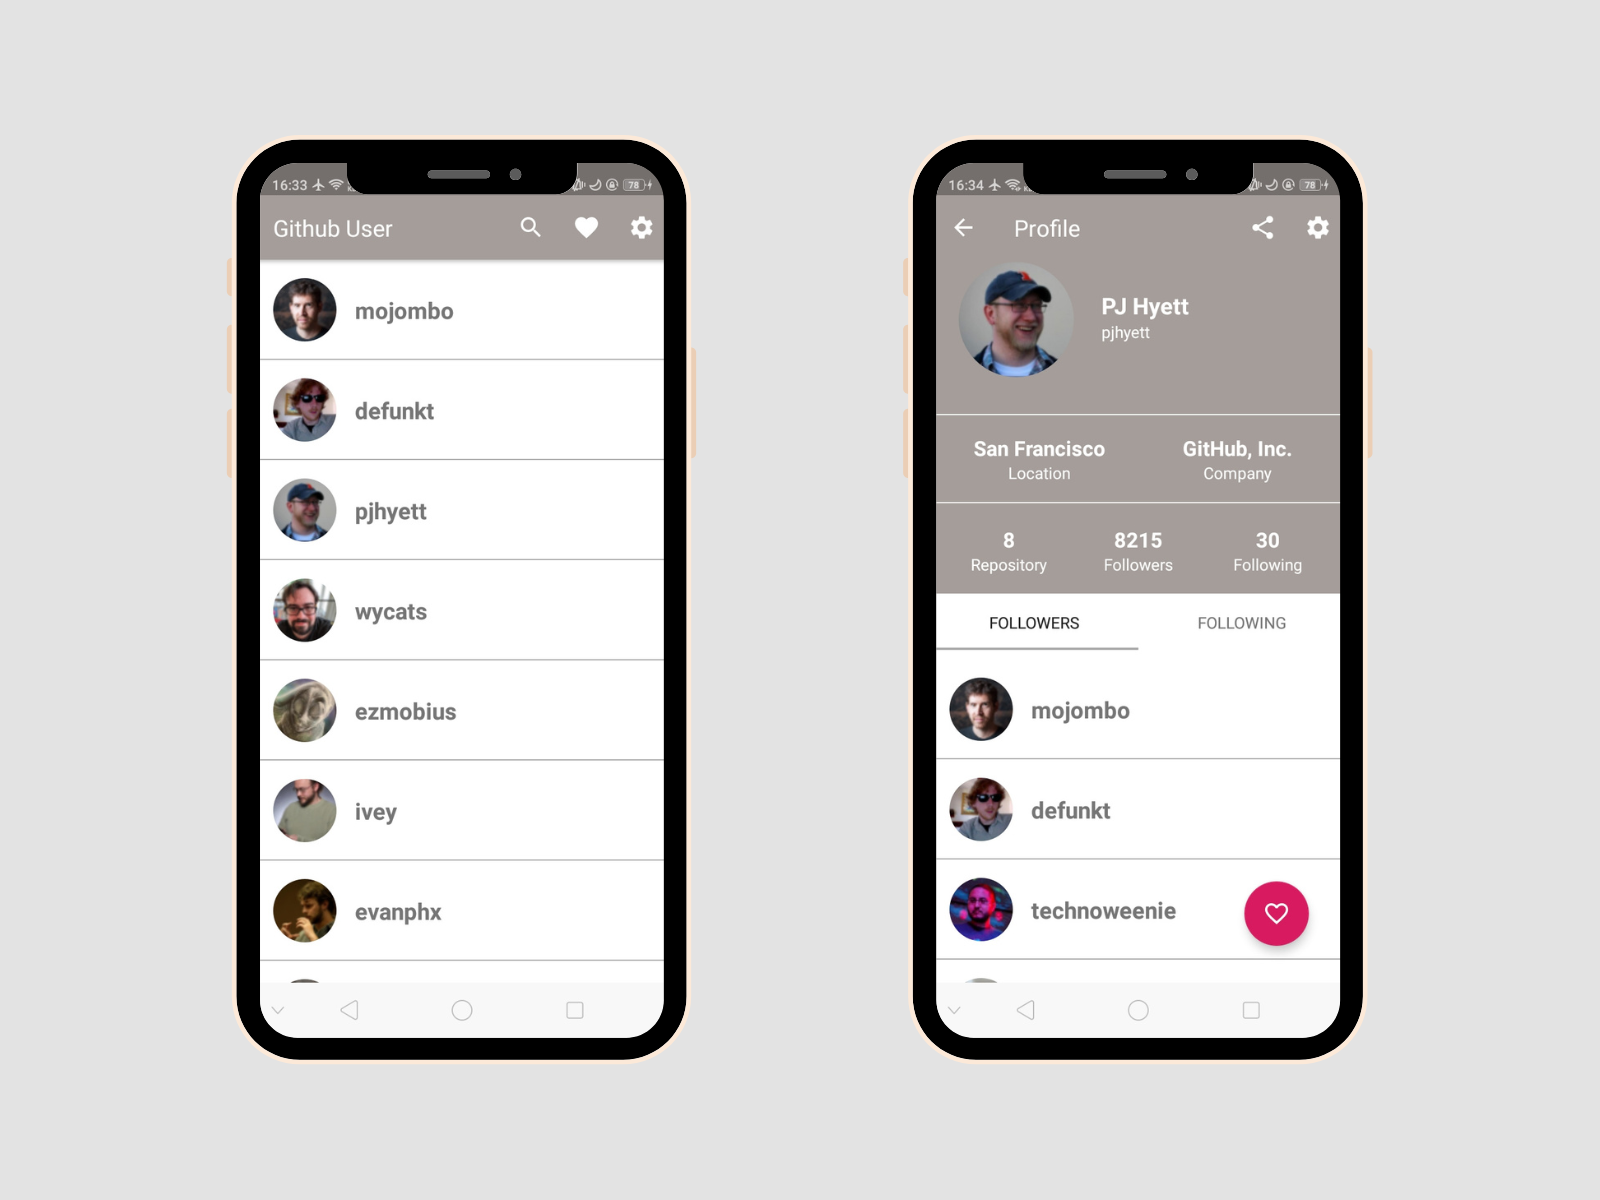 16:33
78
Github User
mojombo
defunkt
pjhyett
wycats
ezmobius
ivey
evanphx
16:34
78
Profile
PJ Hyett
pjhyett
San Francisco
Location
GitHub, Inc.
Company
8
Repository
8215
Followers
30
Following
FOLLOWERS
FOLLOWING
mojombo
defunkt
technoweenie